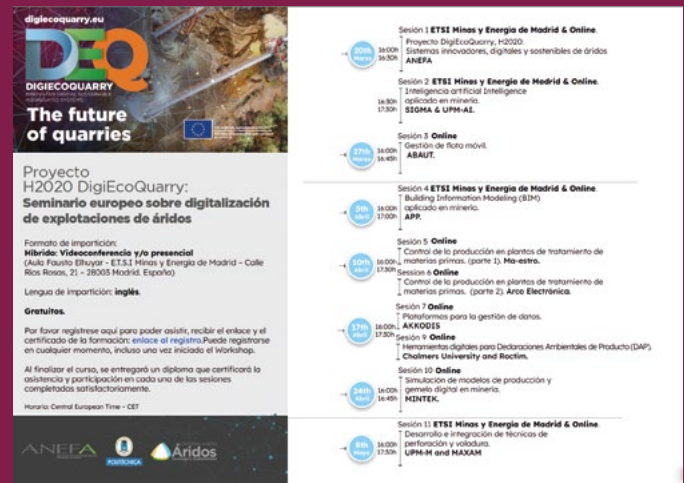 digiecoquarry.eu
DEQ
DIGIECOQUARRY
The future
of quarries
Proyecto
H2020 DigiEcoQuarry:
Seminario europeo sobre digitalización
de explotaciones de áridos
Formato de impartición:
Híbrido: Videoconferencia y/o presencial
(Aula Fausto Elhuyar - E.T.S.I Minas y Energía de Madrid – Calle
Ríos Rosas, 21 – 28003 Madrid. España)
Lengua de impartición: inglés.
Gratuitos.
Por favor regístrese aquí para poder asistir, recibir el enlace y el
certificado de la formación: enlace al registro.Puede registrarse
en cualquier momento, incluso una vez iniciado el Workshop.
Al finalizar el curso, se entregará un diploma que certificará la
asistencia y participación en cada una de las sesiones
completadas satisfactoriamente.
Horario: Central European Time – CET
ANEFA
POLITÉCNICA
Áridos
Sesión 1 ETSI Minas y Energía de Madrid & Online.
20th
Marzo
16:00h
16:30h
Proyecto DigiEcoQuarry, H2020:
Sistemas innovadores, digitales y sostenibles de áridos
ANEFA
Sesión 2 ETSI Minas y Energía de Madrid & Online.
16:30h
17:30h
Inteligencia artificial Intelligence
aplicado en minería.
SIGMA & UPM-AI.
Sesión 3 Online
27th
Marzo
16:00h
16:45h
Gestión de flota móvil.
ABAUT.
Sesión 4 ETSI Minas y Energía de Madrid & Online.
3th
Abril
16:00h
17:00h
Building Information Modeling (BIM)
aplicado en minería.
APP.
Sesión 5 Online
10th
Abril
16:00h
17:30h
Control de la producción en plantos de tratamiento de
materias primas. (parte 1). Ma-estro.
Session 6 Online
Control de la producción en plantos de tratamiento de
materias primas. (parte 2). Arco Electrónica.
Sesión 7 Online
17th
Abril
16:00h
17:30h
Plataformas para la gestión de datos.
AKKODIS
Sesión 9 Online
Herramientas digitales para Declaraciones Ambientales de Producto (DAP).
Chalmers University and Roctim.
Sesión 10 Online
24th
Abril
16:00h
16:45h
Simulación de modelos de producción y
gemelo digital en minería.
MINTEK.
Sesión 11 ETSI Minas y Energía de Madrid & Online.
8th
Mayo
16:00h
17:30h
Desarrollo e integración de técnicas de
perforación y voladura.
UPM-M and MAXAM